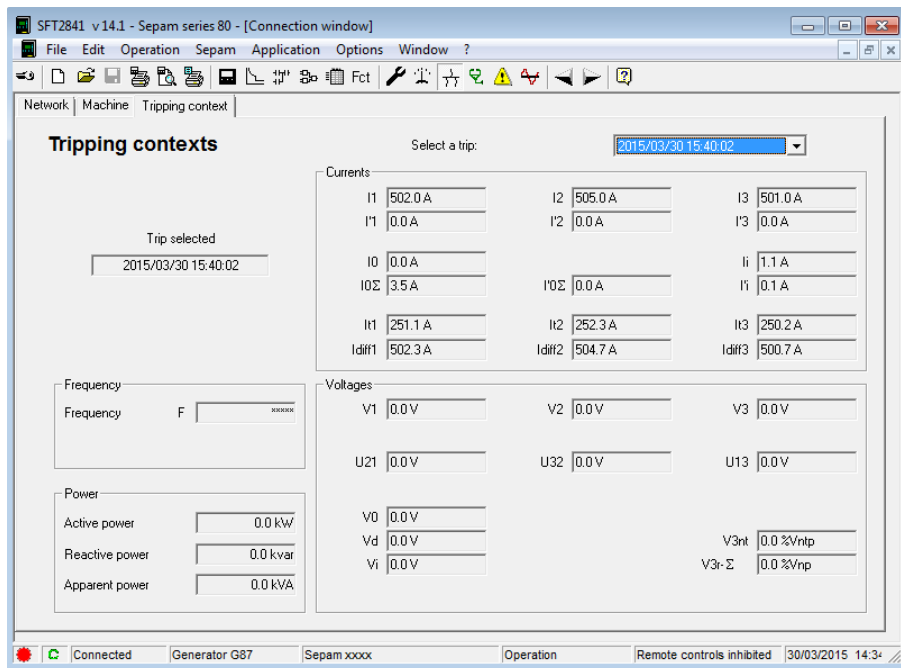 SFT2841 v 14.1 - Sepam series 80 - [Connection window]
File Edit Operation Sepam Application Options Window ?
Fct
Network Machine Tripping context
Tripping contexts
Select a trip: 2015/03/30 15:40:02
Trip selected
2015/03/30 15:40:02
Currents
I1 502.0 A I2 505.0 A I3 501.0 A
I'1 0.0 A I'2 0.0 A I'3 0.0 A
I0 0.0 A Ii 1.1 A
I0Σ 3.5 A I'0Σ 0.0 A I'i 0.1 A
It1 251.1 A It2 252.3 A It3 250.2 A
Idiff1 502.3 A Idiff2 504.7 A Idiff3 500.7 A
Frequency
Frequency F *****
Power
Active power 0.0 kW
Reactive power 0.0 kvar
Apparent power 0.0 kVA
Voltages
V1 0.0 V V2 0.0 V V3 0.0 V
U21 0.0 V U32 0.0 V U13 0.0 V
V0 0.0 V
Vd 0.0 V V3nt 0.0 %Vntp
Vi 0.0 V V3r-Σ 0.0 %Vnp
Connected Generator G87 Sepam xxxx Operation Remote controls inhibited 30/03/2015 14:34